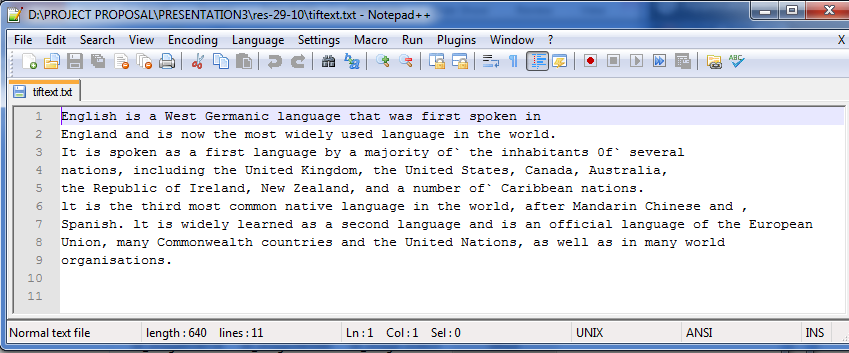 D:\PROJECT PROPOSAL\PRESENTATION3\res-29-10\tiftext.txt - Notepad++
File Edit Search View Encoding Language Settings Macro Run Plugins Window ? X
ABC
tiftext.txt
1 English is a West Germanic language that was first spoken in
2 England and is now the most widely used language in the world.
3 It is spoken as a first language by a majority of` the inhabitants 0f` several
4 nations, including the United Kingdom, the United States, Canada, Australia,
5 the Republic of Ireland, New Zealand, and a number of` Caribbean nations.
6 lt is the third most common native language in the world, after Mandarin Chinese and ,
7 Spanish. lt is widely learned as a second language and is an official language of the European
8 Union, many Commonwealth countries and the United Nations, as well as in many world
9 organisations.
10
11
Normal text file length : 640 lines : 11 Ln : 1 Col : 1 Sel : 0 UNIX ANSI INS